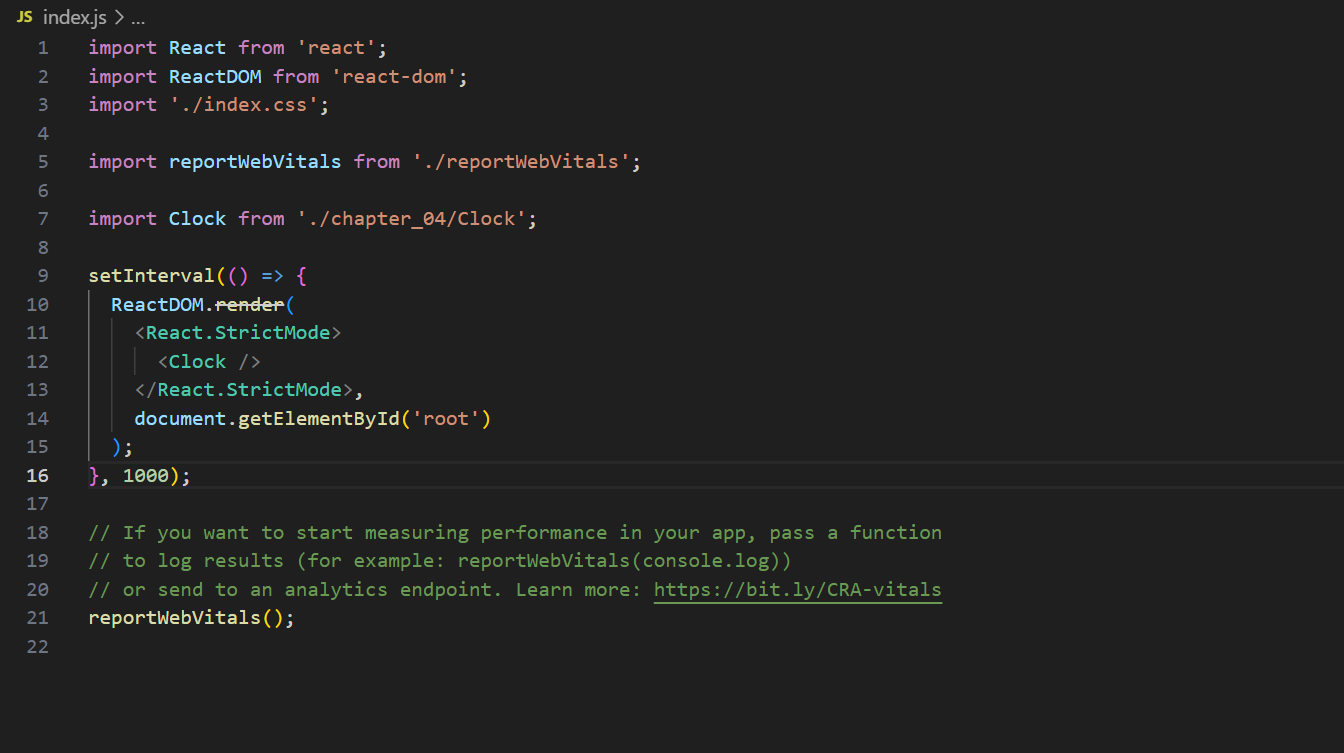 JS index.js > ...
1 import React from 'react';
2 import ReactDOM from 'react-dom';
3 import './index.css';
4
5 import reportWebVitals from './reportWebVitals';
6
7 import Clock from './chapter_04/Clock';
8
9 setInterval(() => {
10 ReactDOM.render(
11 <React.StrictMode>
12 <Clock />
13 </React.StrictMode>,
14 document.getElementById('root')
15 );
16 }, 1000);
17
18 // If you want to start measuring performance in your app, pass a function
19 // to log results (for example: reportWebVitals(console.log))
20 // or send to an analytics endpoint. Learn more: https://bit.ly/CRA-vitals
21 reportWebVitals();
22